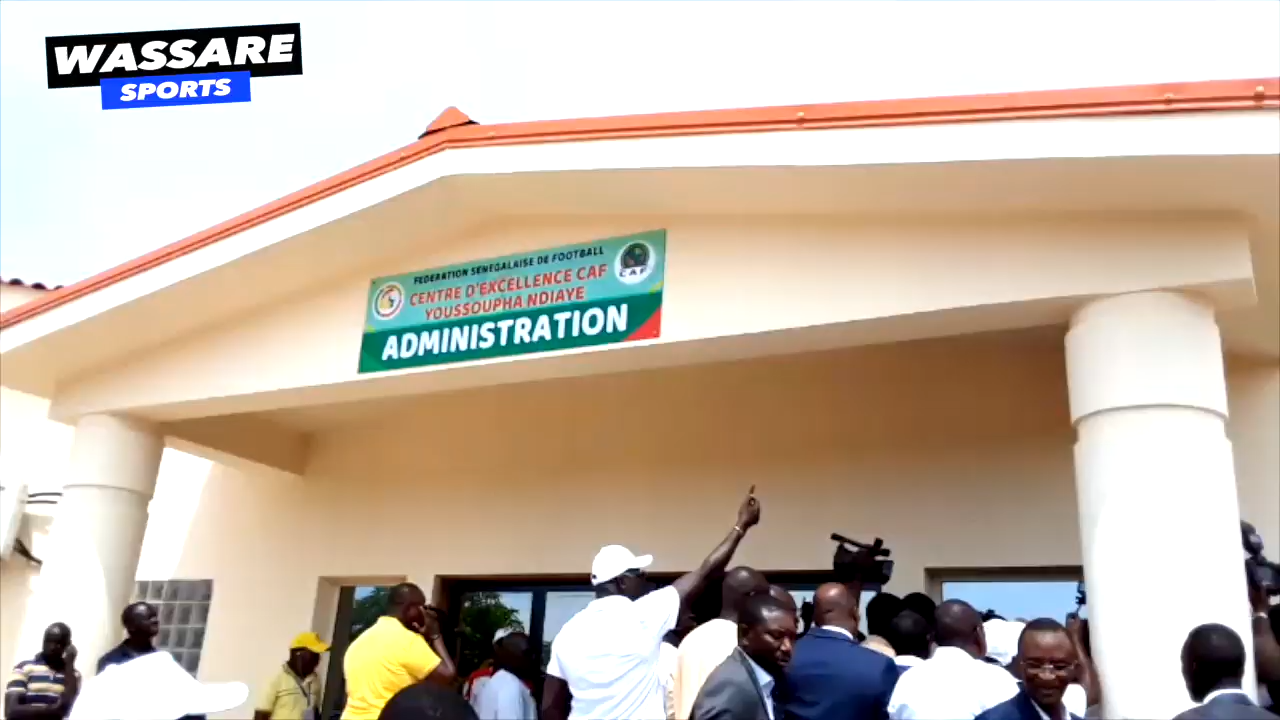 WASSARE
SPORTS
FEDERATION SENEGALAISE DE FOOTBALL
CENTRE D'EXCELLENCE CAF
YOUSSOUPHA NDIAYE
ADMINISTRATION
CAF